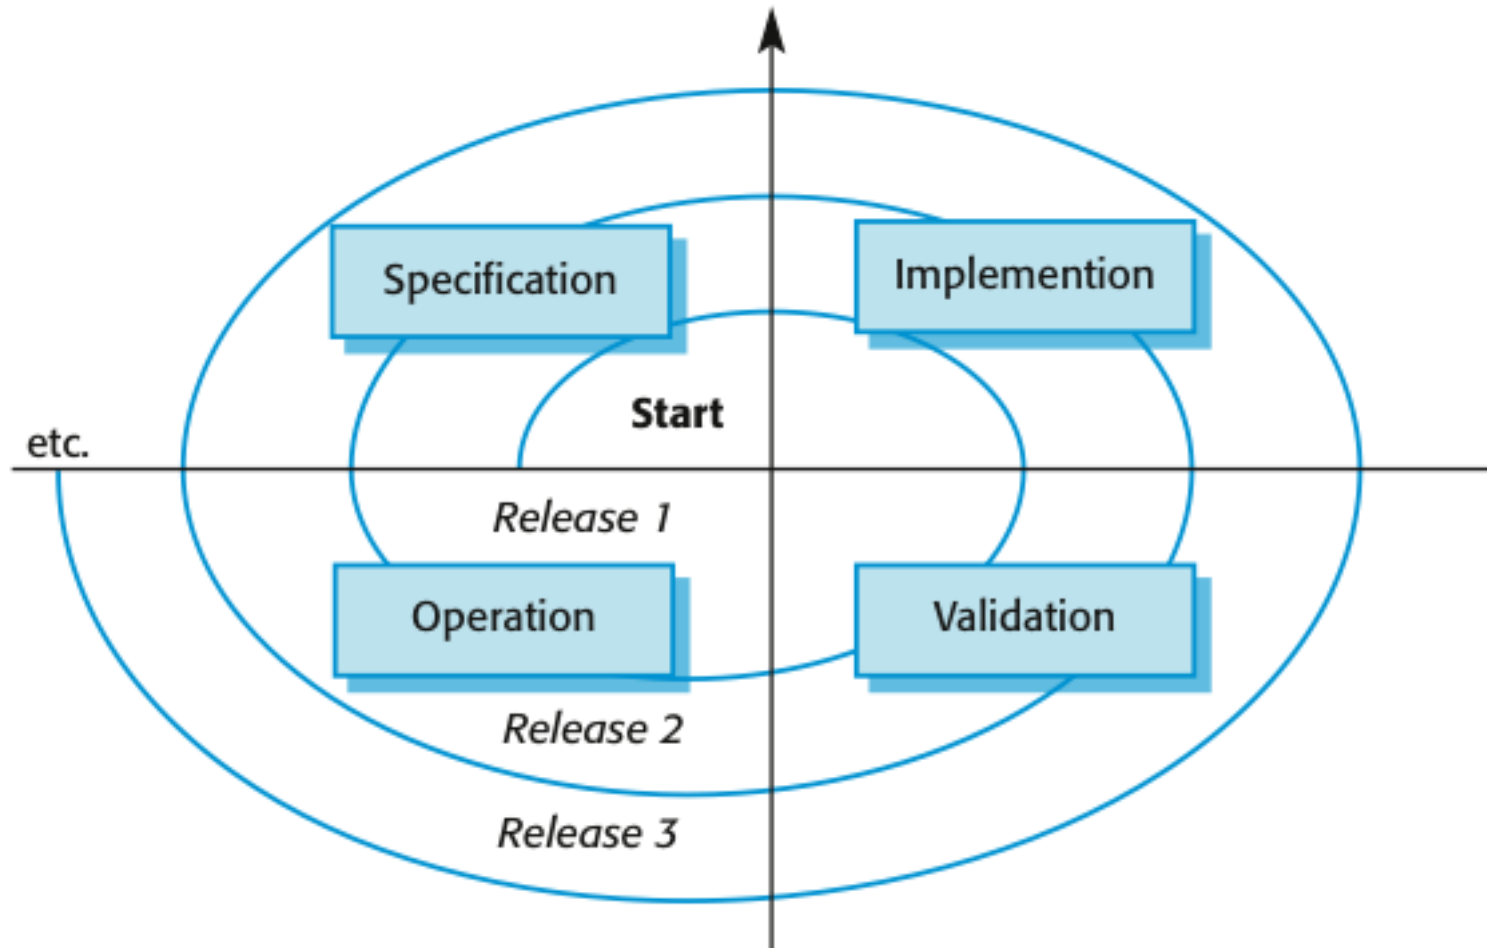 Specification
Implemention
Start
etc.
Release 1
Operation
Validation
Release 2
Release 3